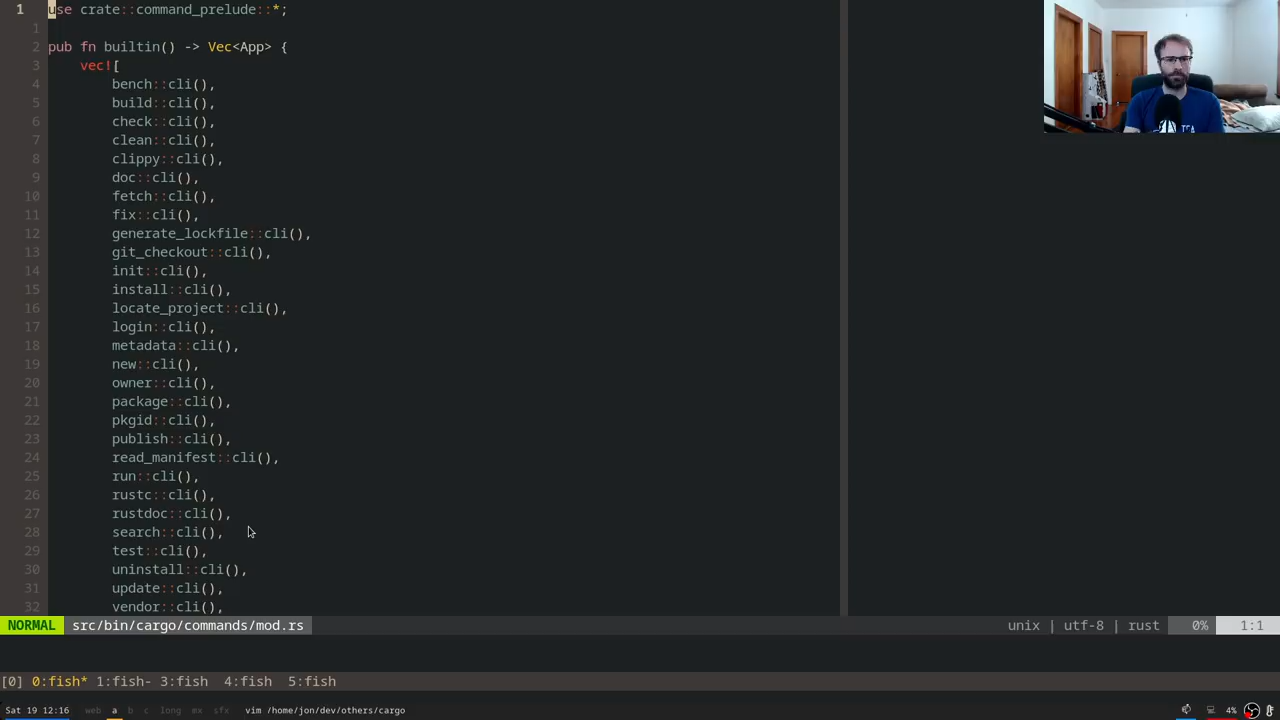 1 use crate::command_prelude::*;
1
2 pub fn builtin() -> Vec<App> {
3     vec![
4         bench::cli(),
5         build::cli(),
6         check::cli(),
7         clean::cli(),
8         clippy::cli(),
9         doc::cli(),
10         fetch::cli(),
11         fix::cli(),
12         generate_lockfile::cli(),
13         git_checkout::cli(),
14         init::cli(),
15         install::cli(),
16         locate_project::cli(),
17         login::cli(),
18         metadata::cli(),
19         new::cli(),
20         owner::cli(),
21         package::cli(),
22         pkgid::cli(),
23         publish::cli(),
24         read_manifest::cli(),
25         run::cli(),
26         rustc::cli(),
27         rustdoc::cli(),
28         search::cli(),
29         test::cli(),
30         uninstall::cli(),
31         update::cli(),
32         vendor::cli(),
NORMAL src/bin/cargo/commands/mod.rs unix | utf-8 | rust 0% 1:1
[0] 0:fish* 1:fish- 3:fish 4:fish 5:fish
Sat 19 12:16 web a b c long mx sfx vim /home/jon/dev/others/cargo 4%